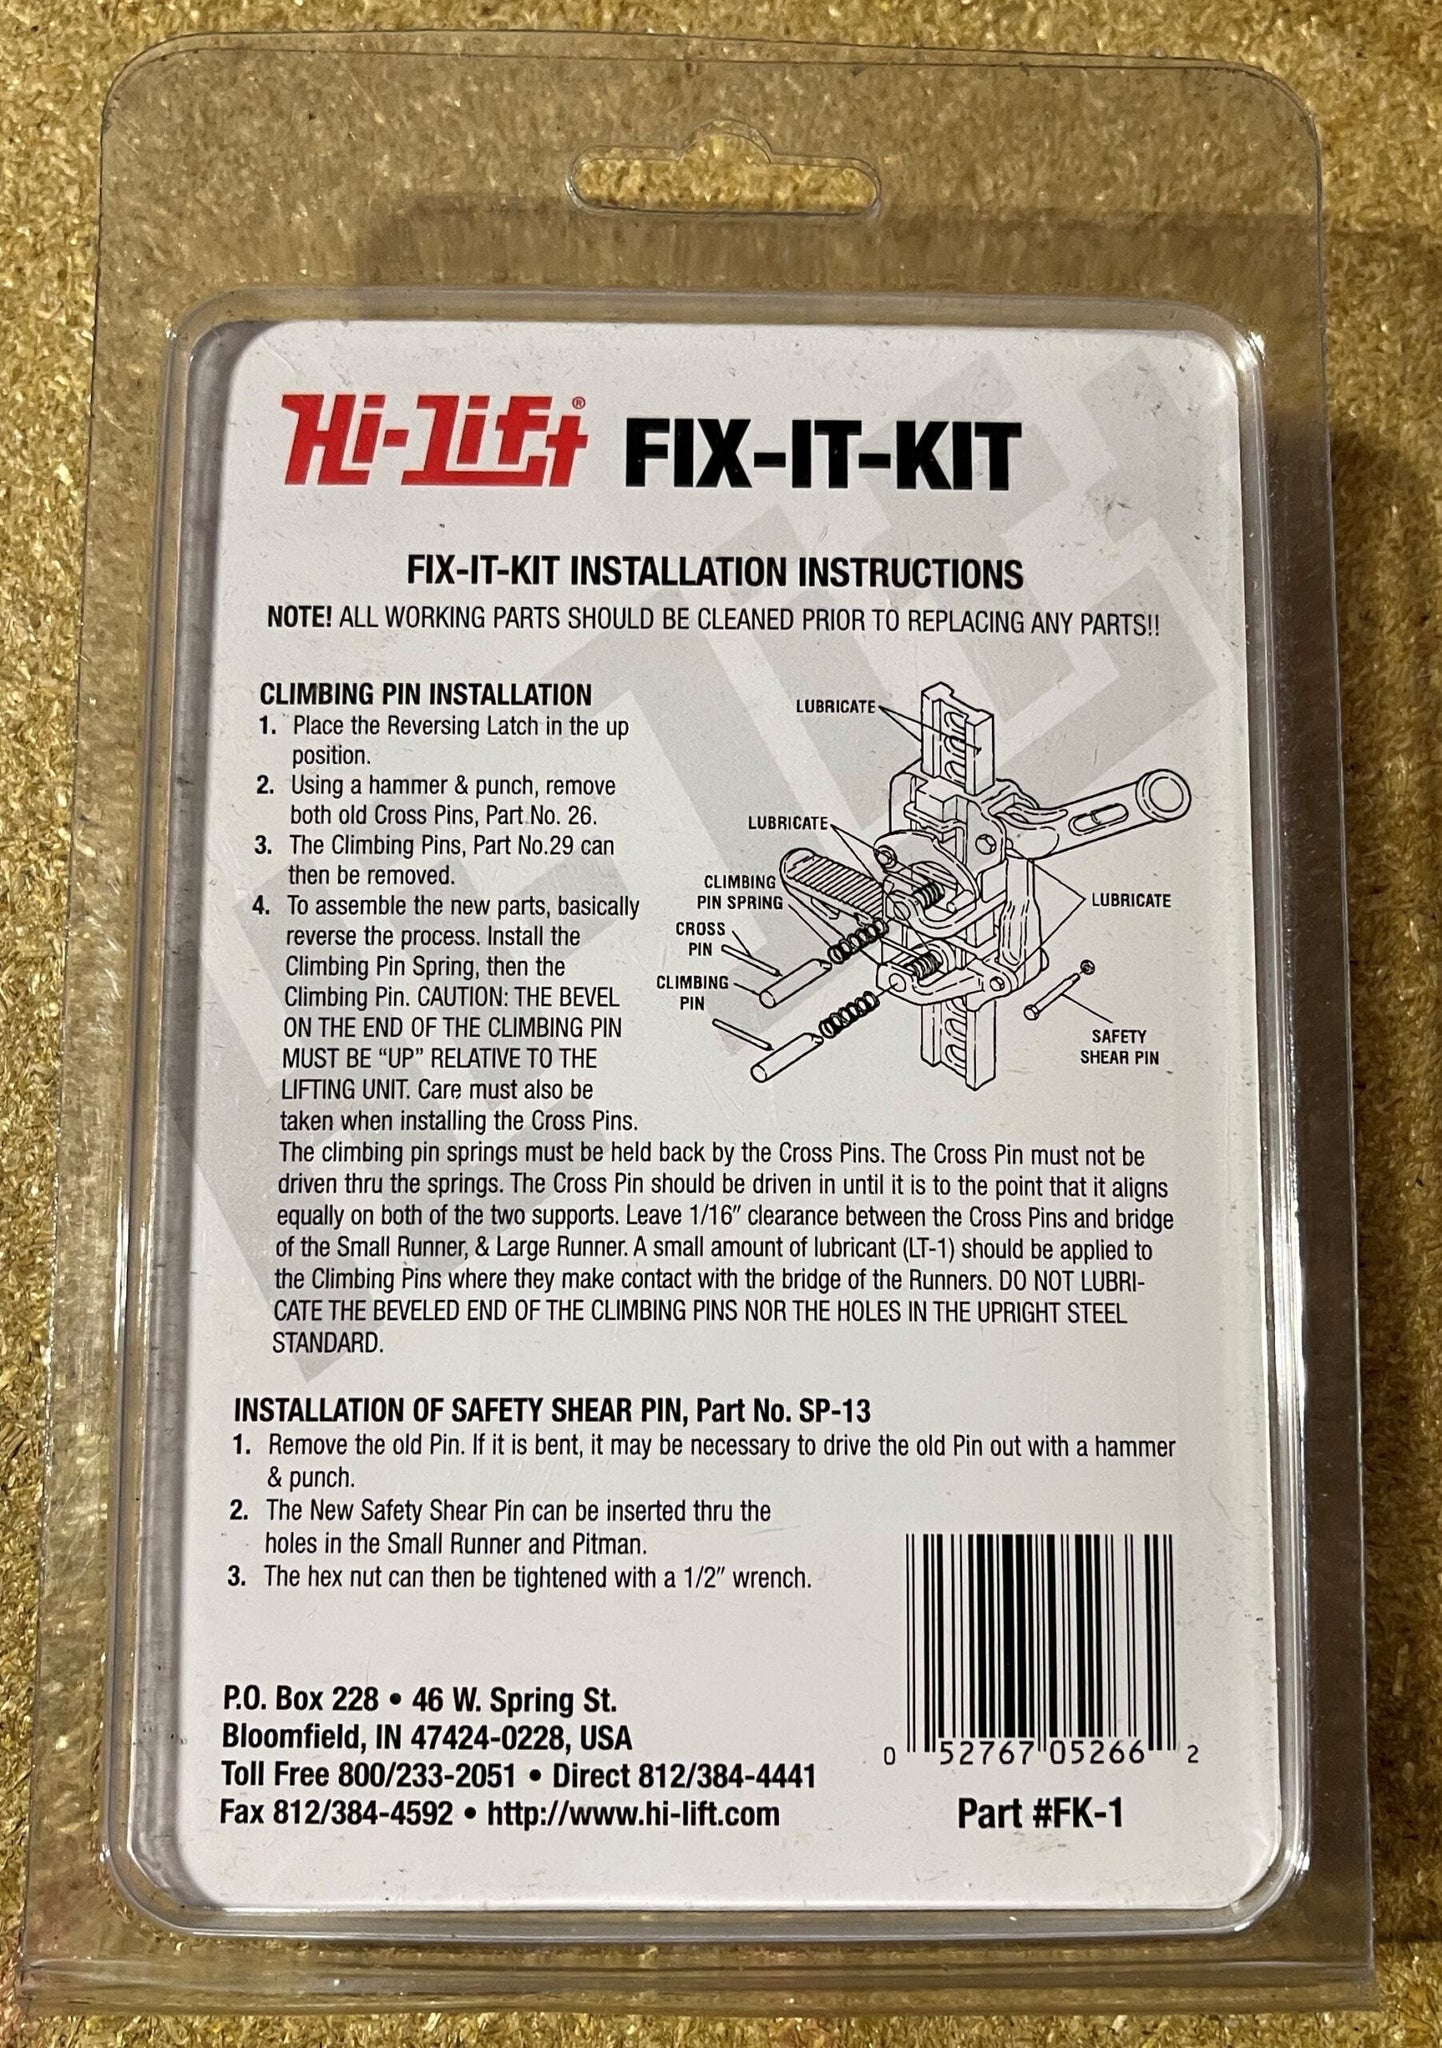 Hi-Lift® FIX-IT-KIT
FIX-IT-KIT INSTALLATION INSTRUCTIONS
NOTE! ALL WORKING PARTS SHOULD BE CLEANED PRIOR TO REPLACING ANY PARTS!!
CLIMBING PIN INSTALLATION
1. Place the Reversing Latch in the up
position.
2. Using a hammer & punch, remove
both old Cross Pins, Part No. 26.
3. The Climbing Pins, Part No.29 can
then be removed.
4. To assemble the new parts, basically
reverse the process. Install the
Climbing Pin Spring, then the
Climbing Pin. CAUTION: THE BEVEL
ON THE END OF THE CLIMBING PIN
MUST BE “UP” RELATIVE TO THE
LIFTING UNIT. Care must also be
taken when installing the Cross Pins.
The climbing pin springs must be held back by the Cross Pins. The Cross Pin must not be
driven thru the springs. The Cross Pin should be driven in until it is to the point that it aligns
equally on both of the two supports. Leave 1/16″ clearance between the Cross Pins and bridge
of the Small Runner, & Large Runner. A small amount of lubricant (LT-1) should be applied to
the Climbing Pins where they make contact with the bridge of the Runners. DO NOT LUBRI-
CATE THE BEVELED END OF THE CLIMBING PINS NOR THE HOLES IN THE UPRIGHT STEEL
STANDARD.
LUBRICATE
LUBRICATE
CLIMBING
PIN SPRING
CROSS
PIN
CLIMBING
PIN
LUBRICATE
SAFETY
SHEAR PIN
INSTALLATION OF SAFETY SHEAR PIN, Part No. SP-13
1. Remove the old Pin. If it is bent, it may be necessary to drive the old Pin out with a hammer
& punch.
2. The New Safety Shear Pin can be inserted thru the
holes in the Small Runner and Pitman.
3. The hex nut can then be tightened with a 1/2″ wrench.
P.O. Box 228 • 46 W. Spring St.
Bloomfield, IN 47424-0228, USA
Toll Free 800/233-2051 • Direct 812/384-4441
Fax 812/384-4592 • http://www.hi-lift.com
0 52767 05266 2
Part #FK-1